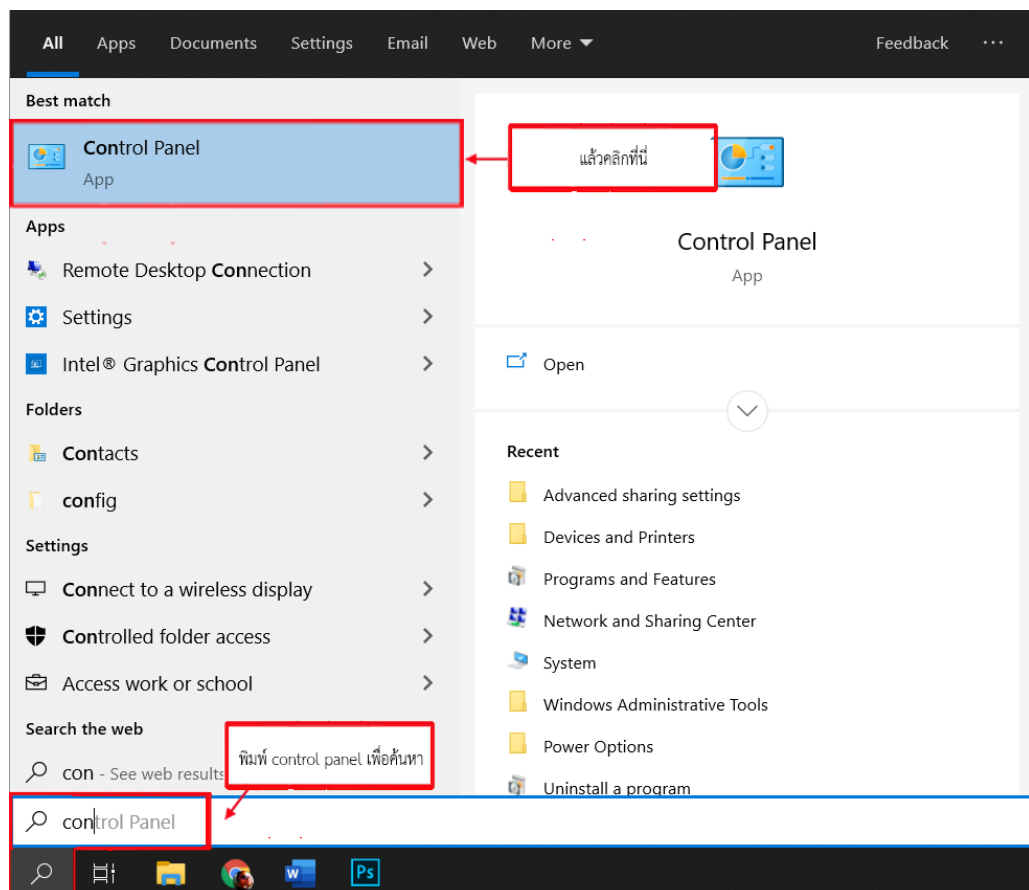 All Apps Documents Settings Email Web More Feedback ...
Best match
Control Panel
App
แล้วคลิกที่นี่
Control Panel
App
Apps
Remote Desktop Connection
Settings
Intel® Graphics Control Panel
Open
Folders
Contacts
config
Recent
Advanced sharing settings
Devices and Printers
Programs and Features
Network and Sharing Center
System
Windows Administrative Tools
Power Options
Uninstall a program
Settings
Connect to a wireless display
Controlled folder access
Access work or school
Search the web
con - See web results
พิมพ์ control panel เพื่อค้นหา
control Panel
W
Ps